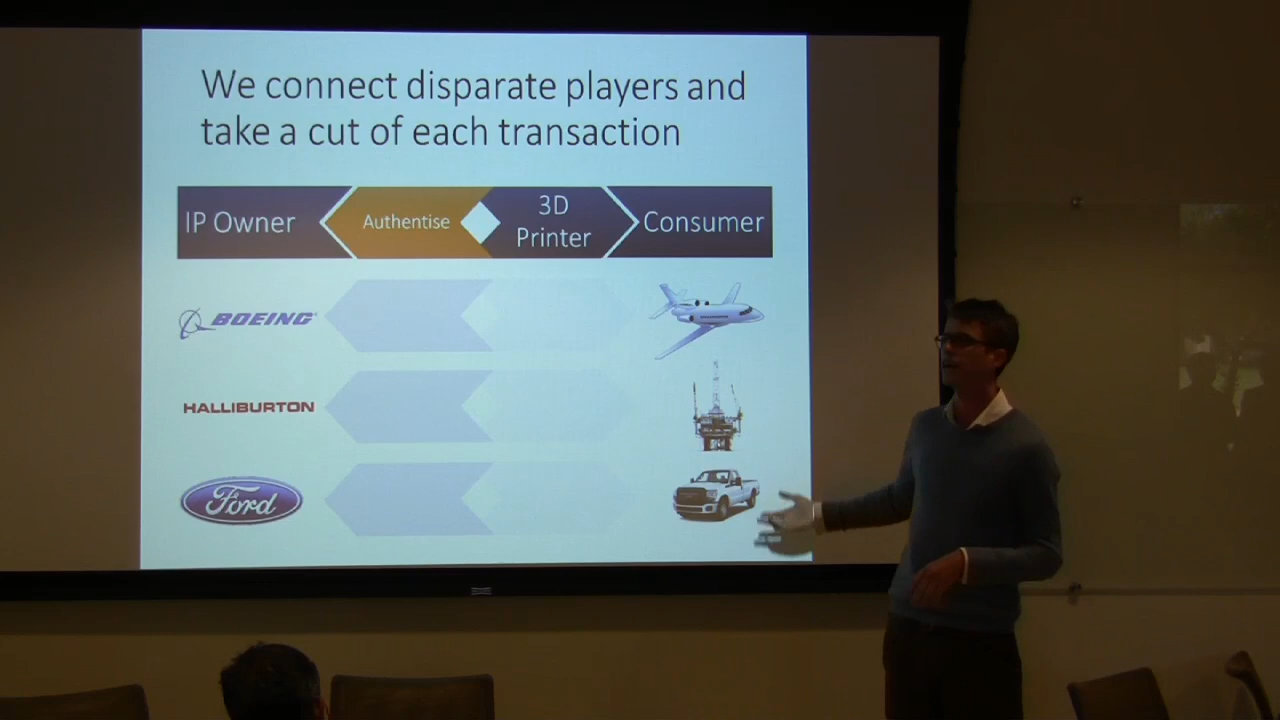 We connect disparate players and
take a cut of each transaction
IP Owner
Authentise
3D
Printer
Consumer
BOEING
HALLIBURTON
Ford